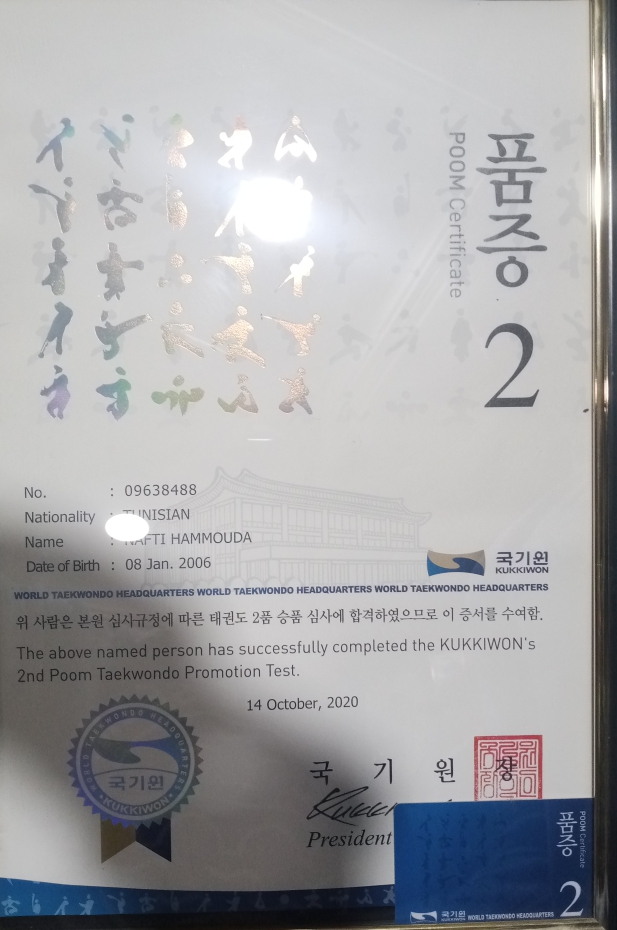 품증
POOM Certificate
2
No. : 09638488
Nationality : TUNISIAN
Name : NAFTI HAMMOUDA
Date of Birth : 08 Jan. 2006
국기원
KUKKIWON
WORLD TAEKWONDO HEADQUARTERS WORLD TAEKWONDO HEADQUARTERS WORLD TAEKWONDO HEADQUARTERS
위 사람은 본원 심사규정에 따른 태권도 2품 승품 심사에 합격하였으므로 이 증서를 수여함.
The above named person has successfully completed the KUKKIWON's
2nd Poom Taekwondo Promotion Test.
14 October, 2020
WORLD TAEKWONDO HEADQUARTERS
국기원
KUKKIWON
국 기 원 장
President
품증
POOM Certificate
2
국기원
KUKKIWON
WORLD TAEKWONDO HEADQUARTERS